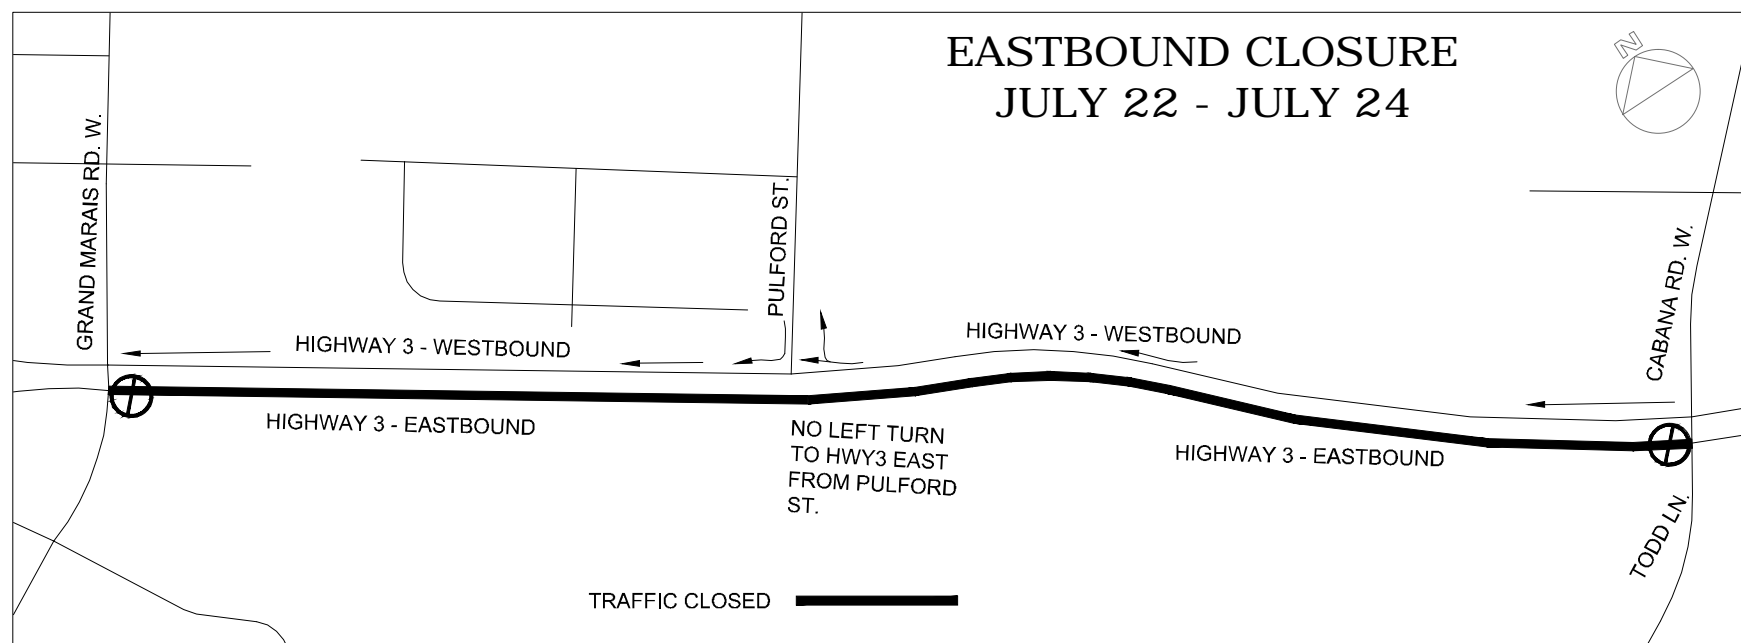 EASTBOUND CLOSURE
JULY 22 - JULY 24
N
GRAND MARAIS RD. W.
PULFORD ST.
CABANA RD. W.
HIGHWAY 3 - WESTBOUND
HIGHWAY 3 - WESTBOUND
HIGHWAY 3 - EASTBOUND
NO LEFT TURN
TO HWY3 EAST
FROM PULFORD
ST.
HIGHWAY 3 - EASTBOUND
TODD LN.
TRAFFIC CLOSED